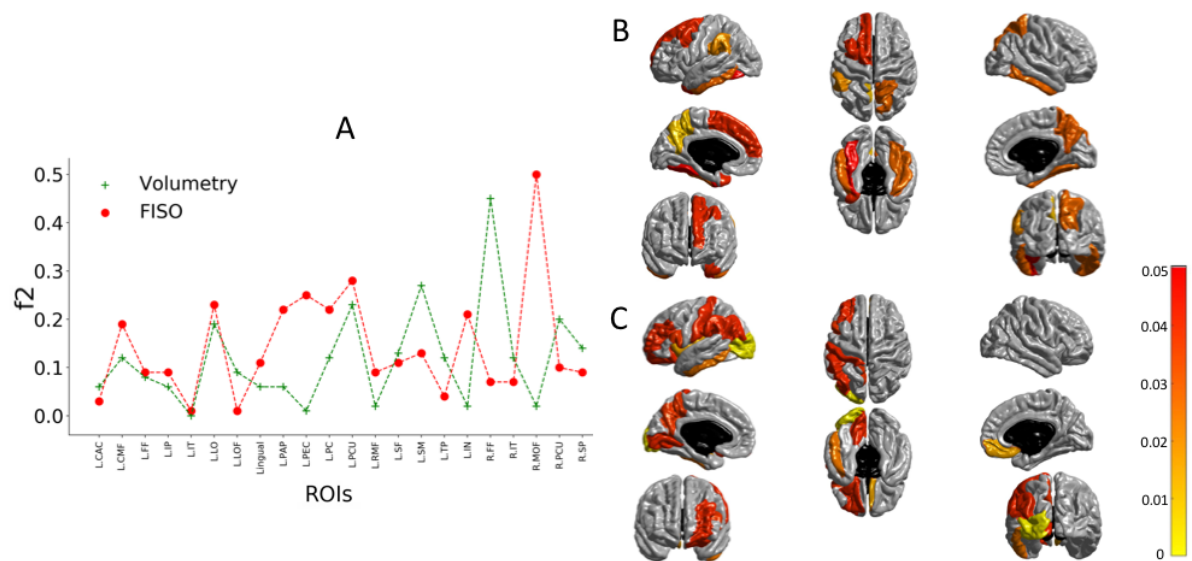 A
0.5
0.4
0.3
0.2
0.1
0.0
f2
Volumetry
FISO
L.CAC
L.CMF
L.FF
L.IP
L.IT
L.LO
L.LOF
Lingual
L.PAP
L.PEC
L.PC
L.PCU
L.RMF
L.SF
L.SM
L.TP
L.IN
R.FF
R.IT
R.MOF
R.PCU
R.SP
ROIs
B
C
0.05
0.04
0.03
0.02
0.01
0